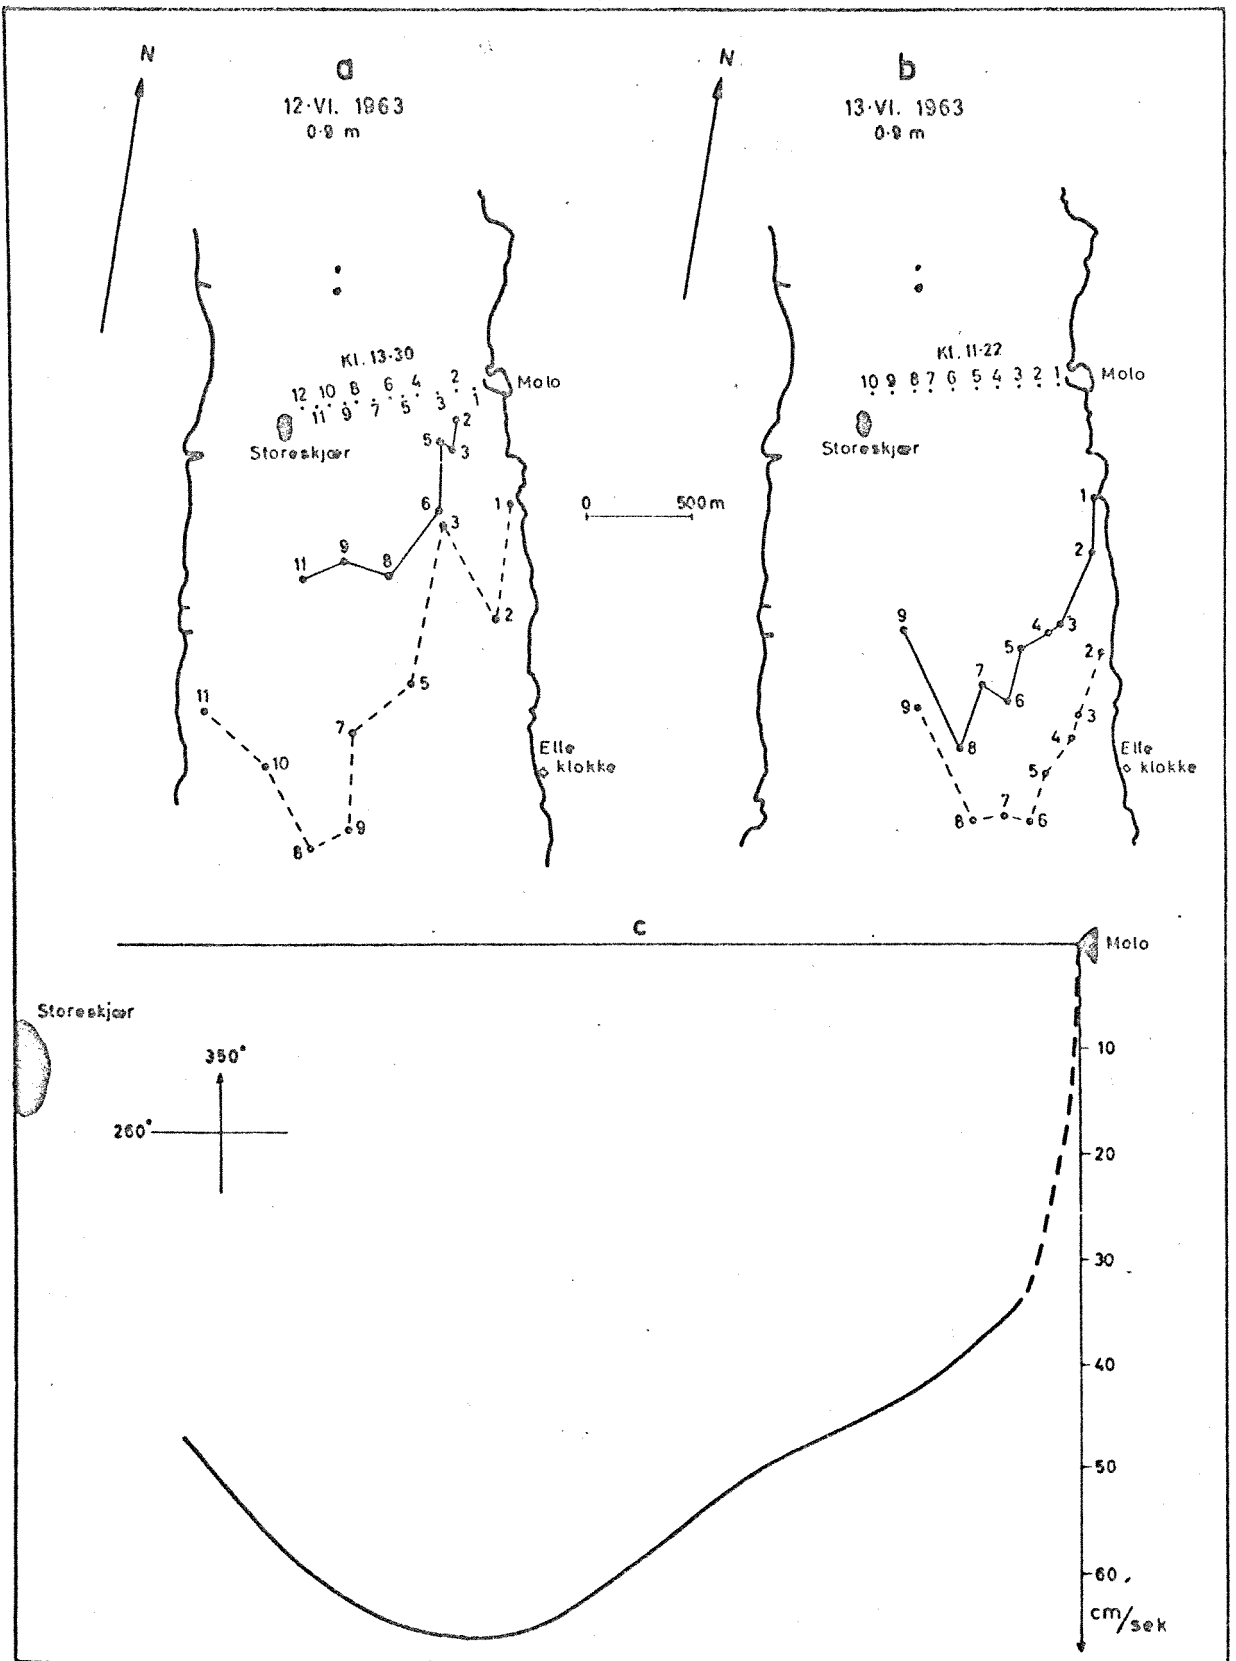 N
a
12·VI. 1963
0·9 m
Kl. 13·30
12 10 8 6 4 2
11 9 7 5 3 1
Molo
Storeskjær
2
5 3
6
3
1
9
11 8
2
5
11
7
10
9
8
Elle
klokke
0 500m
N
b
13·VI. 1963
0·9 m
Kl. 11·22
10 9 8 7 6 5 4 3 2 1
Molo
Storeskjær
1
2
9
4 3
5
2
7
6
9
3
8
4
5
7
8
6
Elle
klokke
c
Molo
Storeskjær
350°
260°
10
20
30
40
50
60
cm/sek